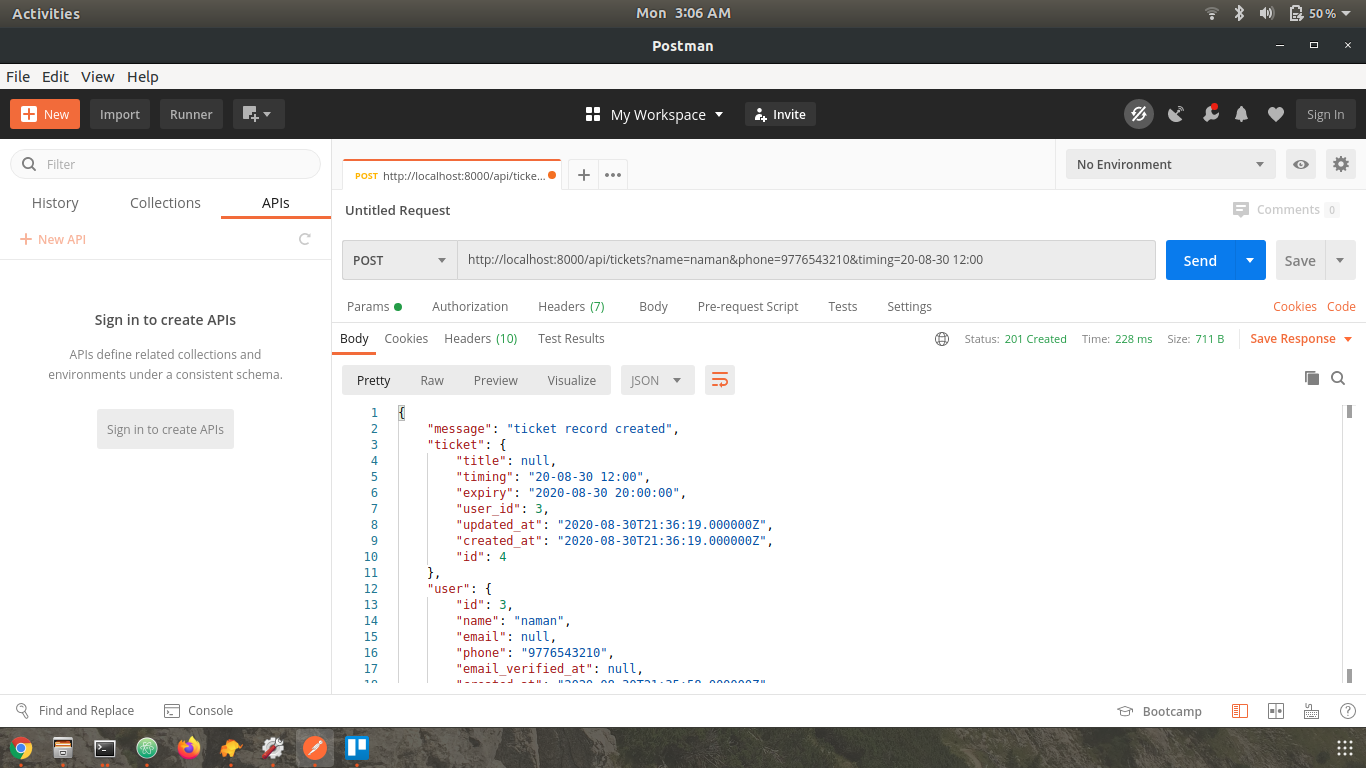 Activities
Mon 3:06 AM
50 %
Postman
File Edit View Help
New
Import
Runner
My Workspace
Invite
Sign In
Filter
History Collections APIs
New API
Sign in to create APIs
APIs define related collections and
environments under a consistent schema.
Sign in to create APIs
POST http://localhost:8000/api/ticke...
No Environment
Untitled Request
Comments 0
POST
http://localhost:8000/api/tickets?name=naman&phone=9776543210&timing=20-08-30 12:00
Send
Save
Params Authorization Headers (7) Body Pre-request Script Tests Settings
Cookies Code
Body Cookies Headers (10) Test Results
Status: 201 Created Time: 228 ms Size: 711 B
Save Response
Pretty Raw Preview Visualize JSON
1 {
2 "message": "ticket record created",
3 "ticket": {
4 "title": null,
5 "timing": "20-08-30 12:00",
6 "expiry": "2020-08-30 20:00:00",
7 "user_id": 3,
8 "updated_at": "2020-08-30T21:36:19.000000Z",
9 "created_at": "2020-08-30T21:36:19.000000Z",
10 "id": 4
11 },
12 "user": {
13 "id": 3,
14 "name": "naman",
15 "email": null,
16 "phone": "9776543210",
17 "email_verified_at": null,
18 "created_at": "2020-08-30T21:35:58.000000Z"
Find and Replace
Console
Bootcamp